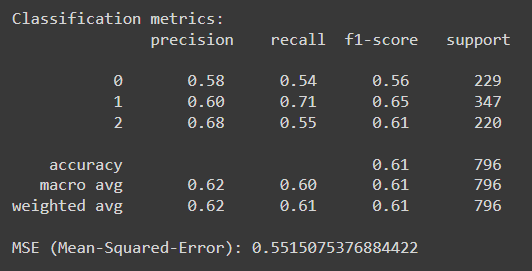 Classification metrics:
precision recall f1-score support
0 0.58 0.54 0.56 229
1 0.60 0.71 0.65 347
2 0.68 0.55 0.61 220
accuracy 0.61 796
macro avg 0.62 0.60 0.61 796
weighted avg 0.62 0.61 0.61 796
MSE (Mean-Squared-Error): 0.5515075376884422